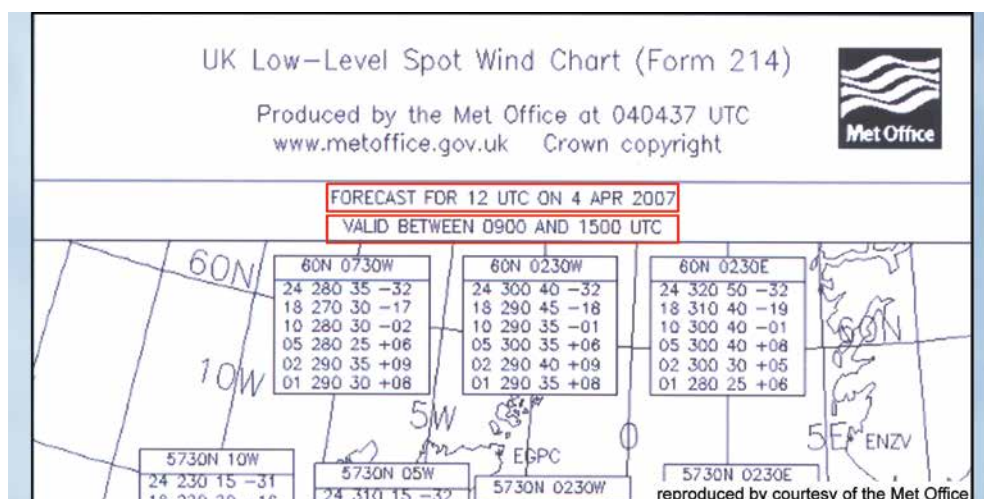 UK Low-Level Spot Wind Chart (Form 214)
Produced by the Met Office at 040437 UTC
www.metoffice.gov.uk Crown copyright
Met Office
FORECAST FOR 12 UTC ON 4 APR 2007
VALID BETWEEN 0900 AND 1500 UTC
60N
60N 0730W
24 280 35 -32
18 270 30 -17
10 280 30 -02
05 280 25 +06
02 290 35 +09
01 290 30 +08
60N 0230W
24 300 40 -32
18 290 45 -18
10 290 35 -01
05 300 35 +06
02 290 40 +09
01 290 35 +08
60N 0230E
24 320 50 -32
18 310 40 -19
10 300 40 -01
05 300 40 +08
02 300 30 +05
01 280 25 +06
60N
10W
5W
0
5E
ENZV
EGPC
5730N 10W
24 230 15 -31
5730N 05W
24 310 15 -32
5730N 0230W
5730N 0230E
reproduced by courtesy of the Met Office